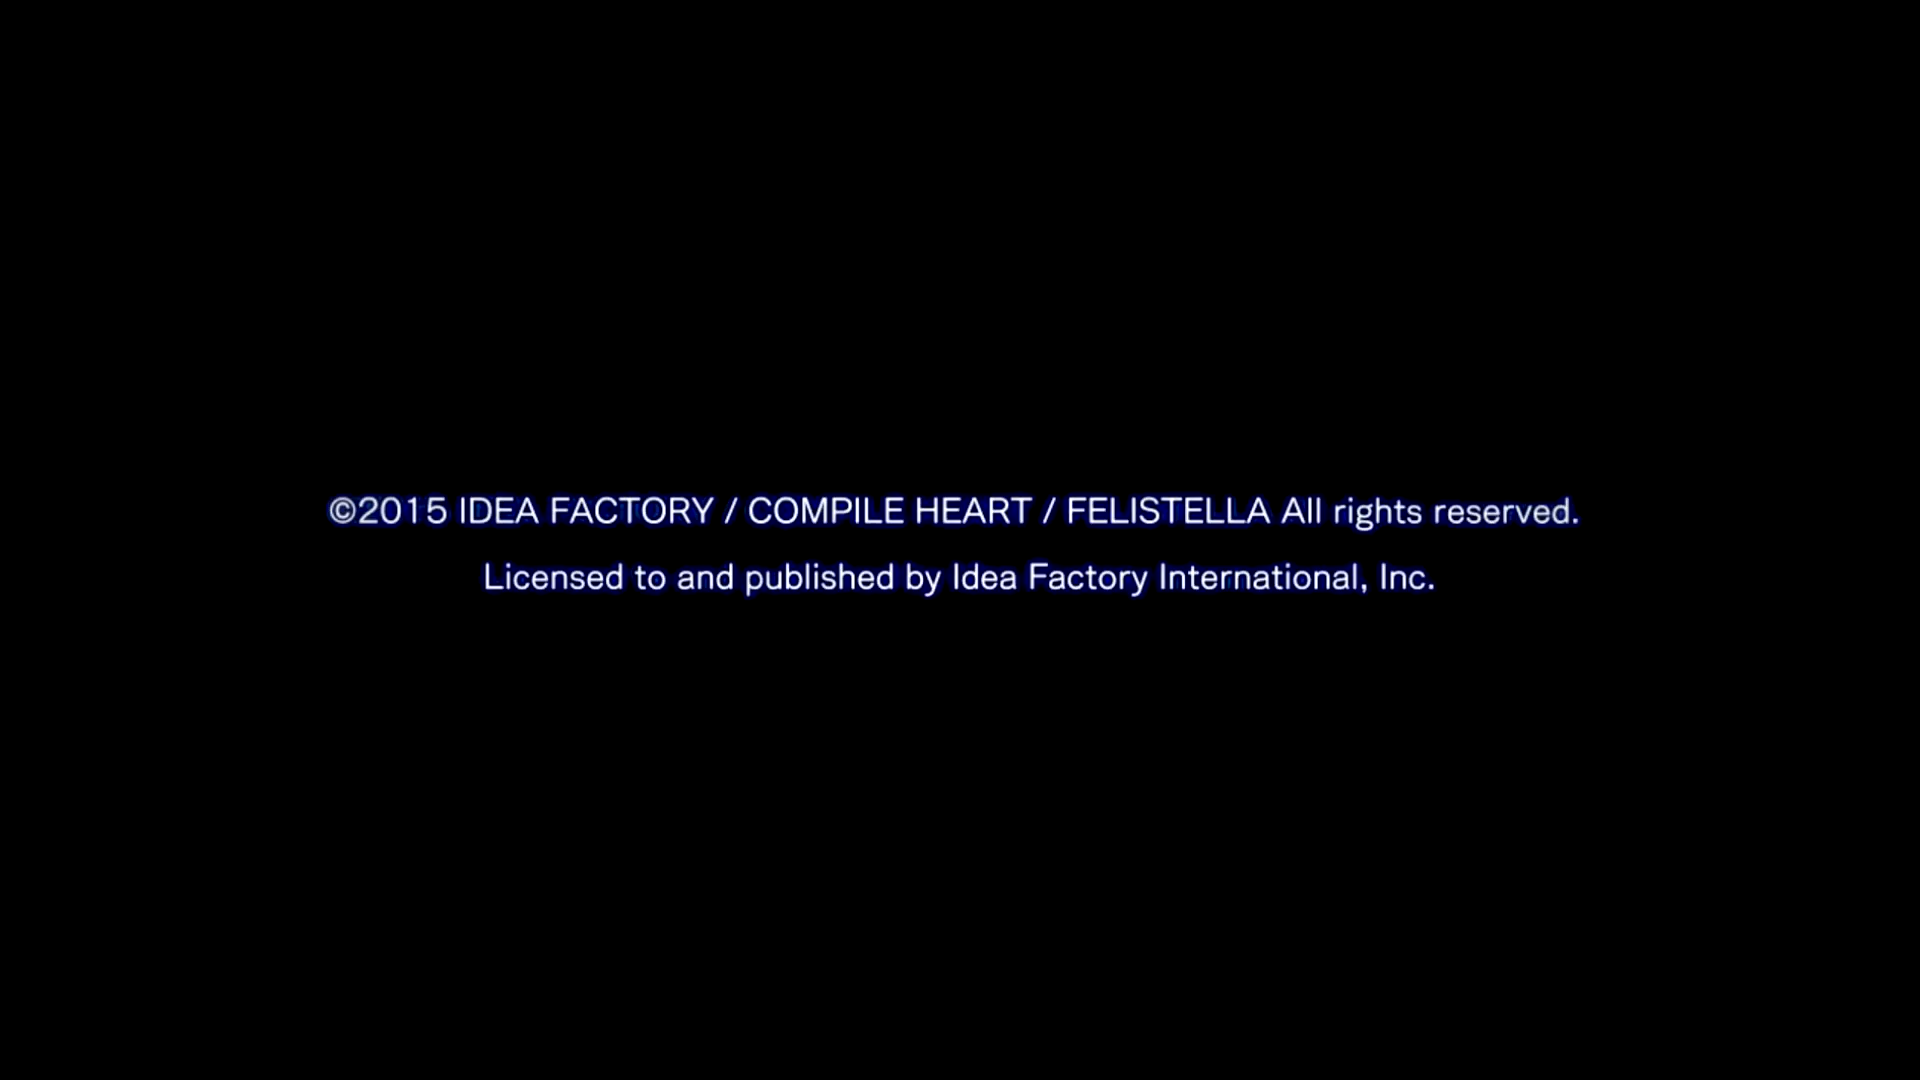 ©2015 IDEA FACTORY / COMPILE HEART / FELISTELLA All rights reserved.
Licensed to and published by Idea Factory International, Inc.